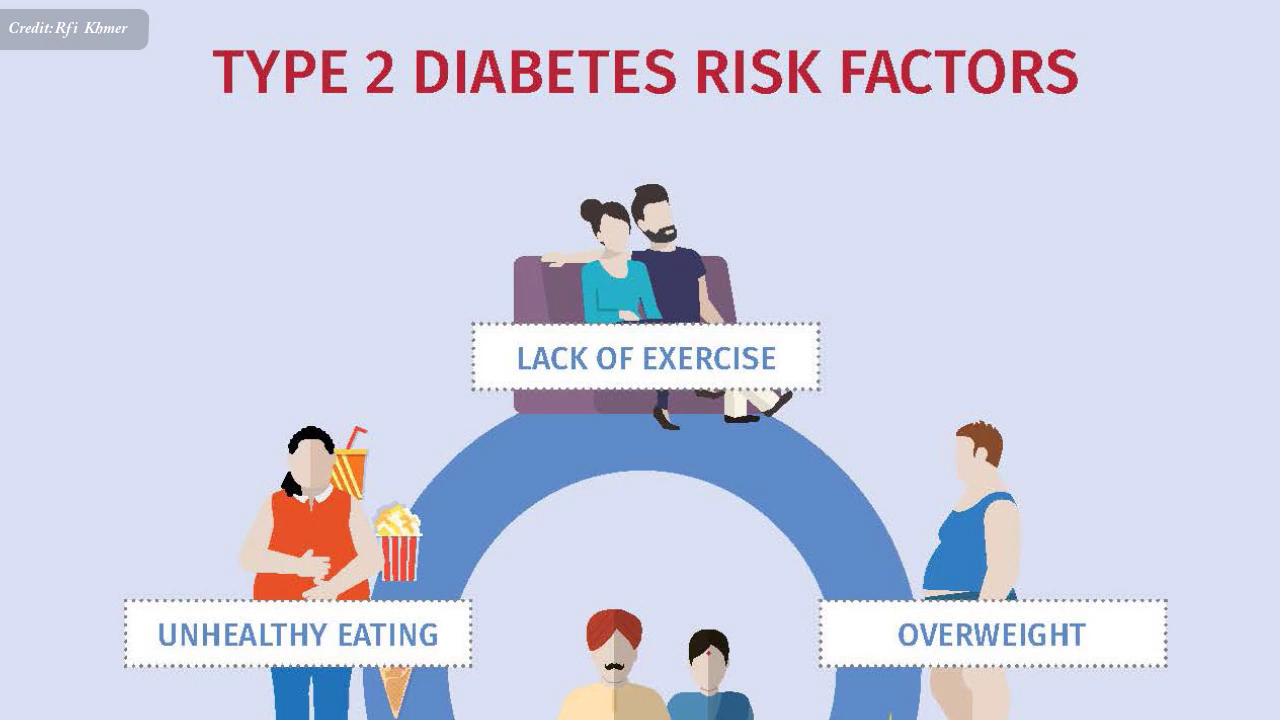 Credit:Rfi Khmer
TYPE 2 DIABETES RISK FACTORS
LACK OF EXERCISE
UNHEALTHY EATING
OVERWEIGHT